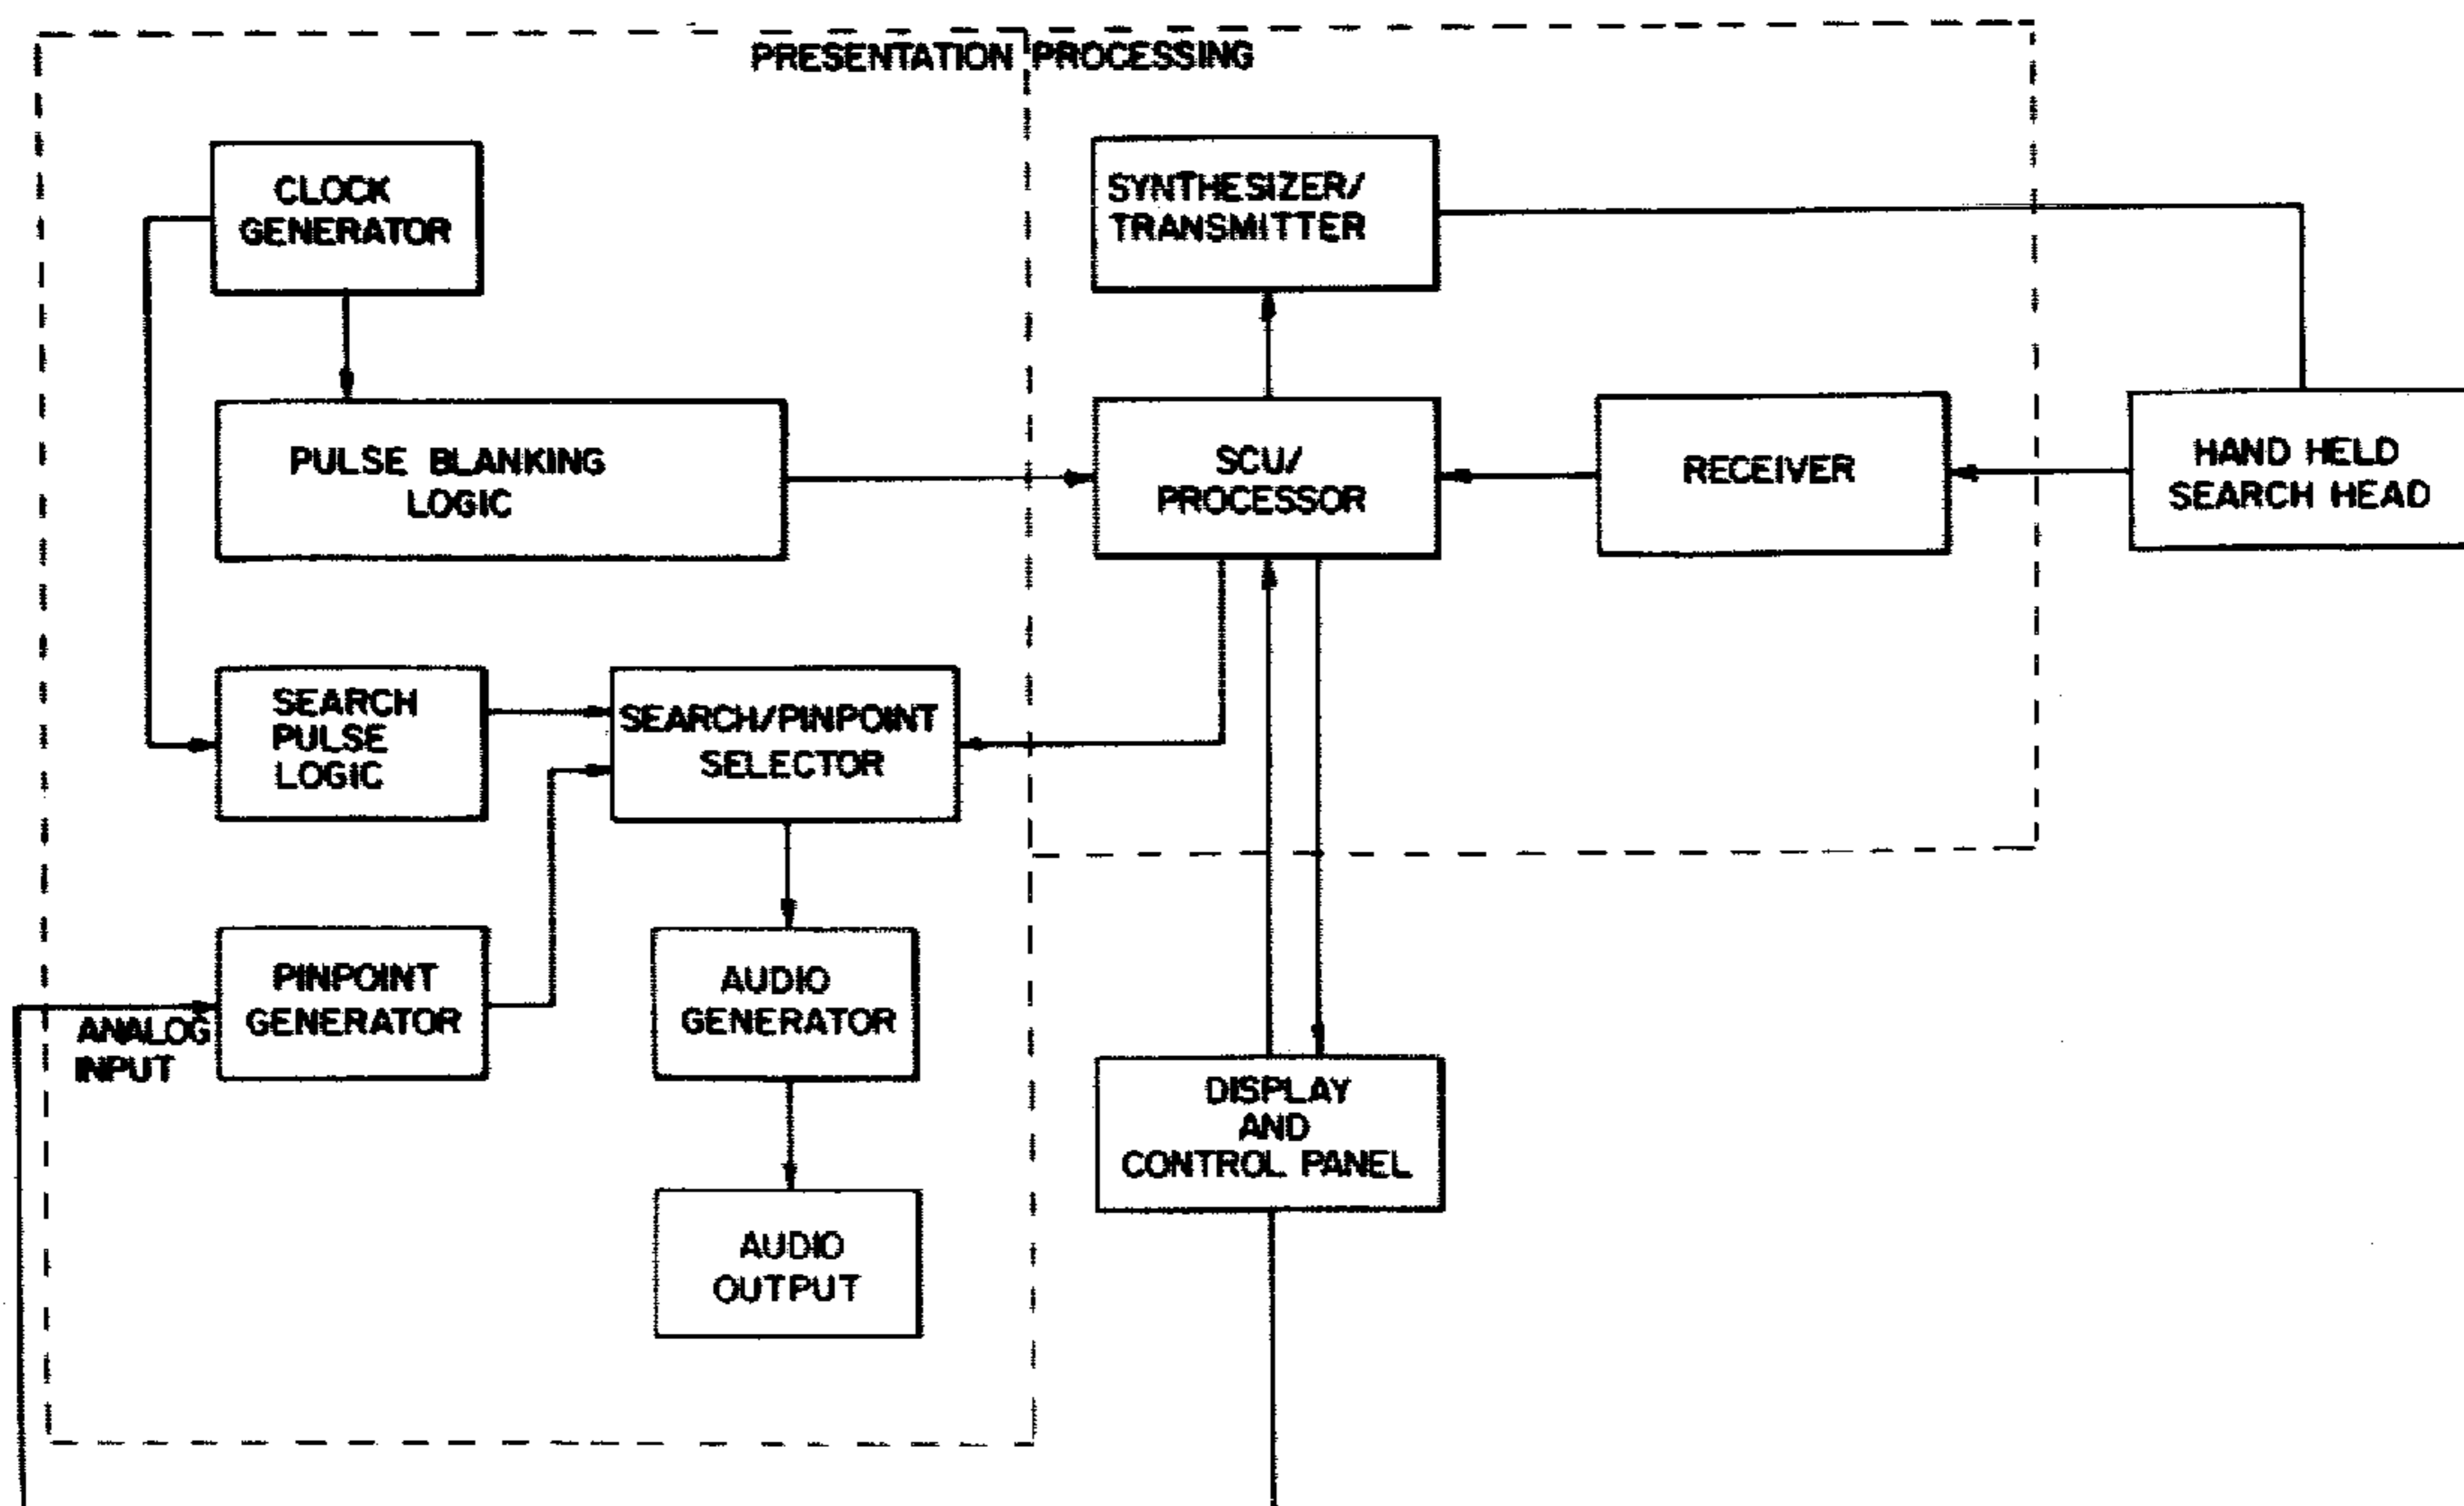 PRESENTATION
PROCESSING
CLOCK
GENERATOR
SYNTHESIZER/
TRANSMITTER
PULSE BLANKING
LOGIC
SCU/
PROCESSOR
RECEIVER
HAND HELD
SEARCH HEAD
SEARCH
PULSE
LOGIC
SEARCH/PINPOINT
SELECTOR
PINPOINT
GENERATOR
ANALOG
INPUT
AUDIO
GENERATOR
DISPLAY
AND
CONTROL PANEL
AUDIO
OUTPUT